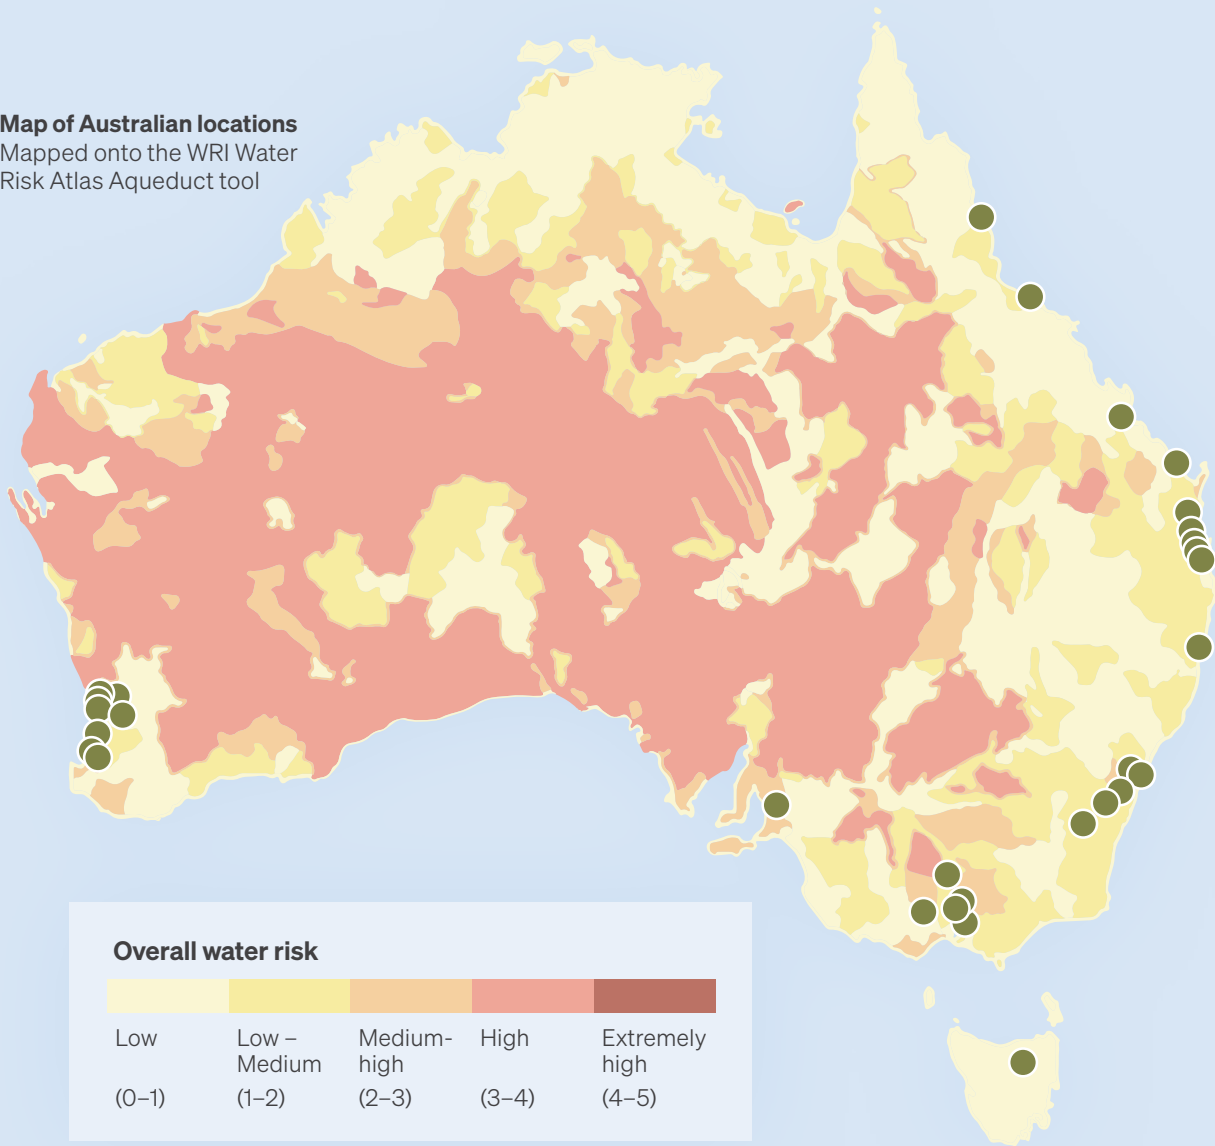 Map of Australian locations
Mapped onto the WRI Water
Risk Atlas Aqueduct tool
Overall water risk
Low
Low –
Medium
Medium-
high
High
Extremely
high
(0–1)
(1–2)
(2–3)
(3–4)
(4–5)